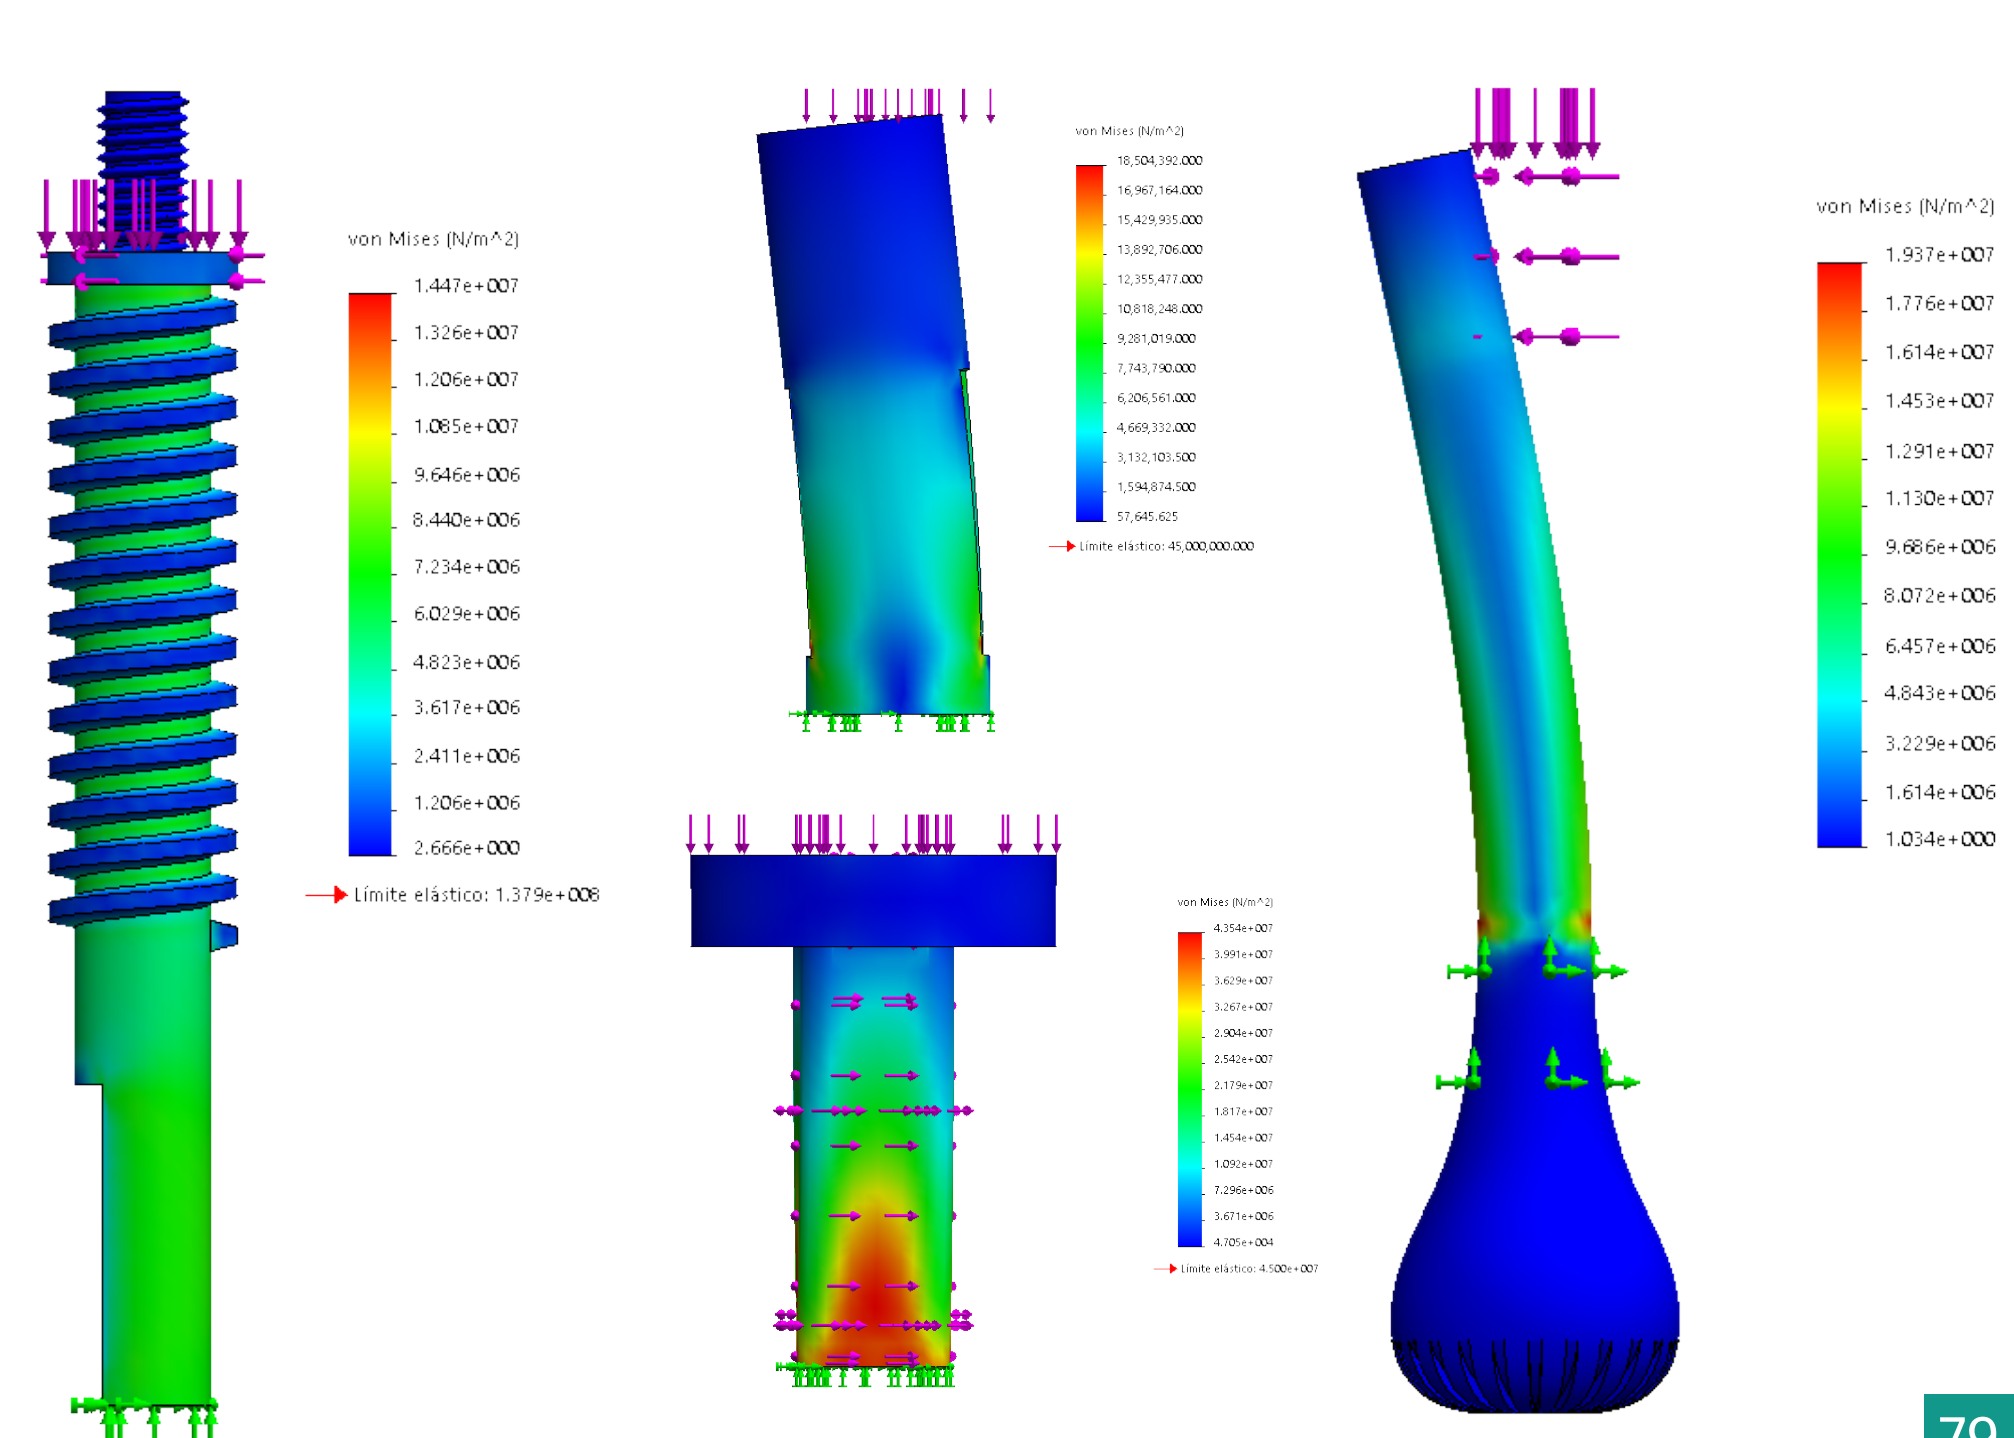 von Mises (N/m^2)
1.447e+007
1.326e+007
1.206e+007
1.085e+007
9.646e+006
8.440e+006
7.234e+006
6.029e+006
4.823e+006
3.617e+006
2.411e+006
1.206e+006
2.666e+000
Límite elástico: 1.379e+008
von Mises (N/m^2)
18,504,392.000
16,967,164.000
15,429,935.000
13,892,706.000
12,355,477.000
10,818,248.000
9,281,019.000
7,743,790.000
6,206,561.000
4,669,332.000
3,132,103.500
1,594,874.500
57,645.625
Límite elástico: 45,000,000.000
von Mises (N/m^2)
4.354e+007
3.991e+007
3.629e+007
3.267e+007
2.904e+007
2.542e+007
2.179e+007
1.817e+007
1.454e+007
1.092e+007
7.296e+006
3.671e+006
4.705e+004
Límite elástico: 4.500e+007
von Mises (N/m^2)
1.937e+007
1.776e+007
1.614e+007
1.453e+007
1.291e+007
1.130e+007
9.686e+006
8.072e+006
6.457e+006
4.843e+006
3.229e+006
1.614e+006
1.034e+000